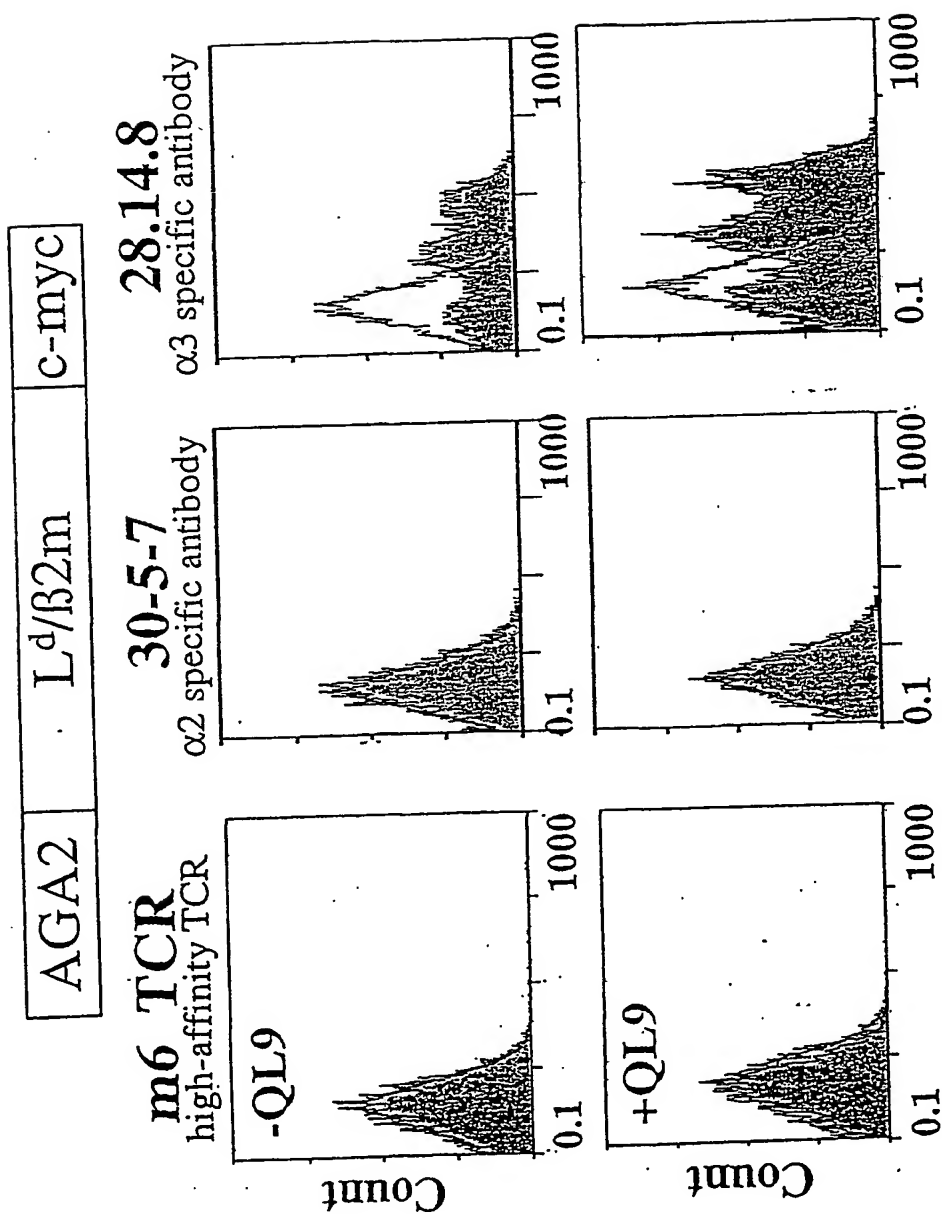 AGA2 L^d/ß2m c-myc
m6 TCR
high-affinity TCR
30-5-7
α2 specific antibody
28.14.8
α3 specific antibody
Count
-QL9
0.1 1000
0.1 1000
0.1 1000
Count
+QL9
0.1 1000
0.1 1000
0.1 1000